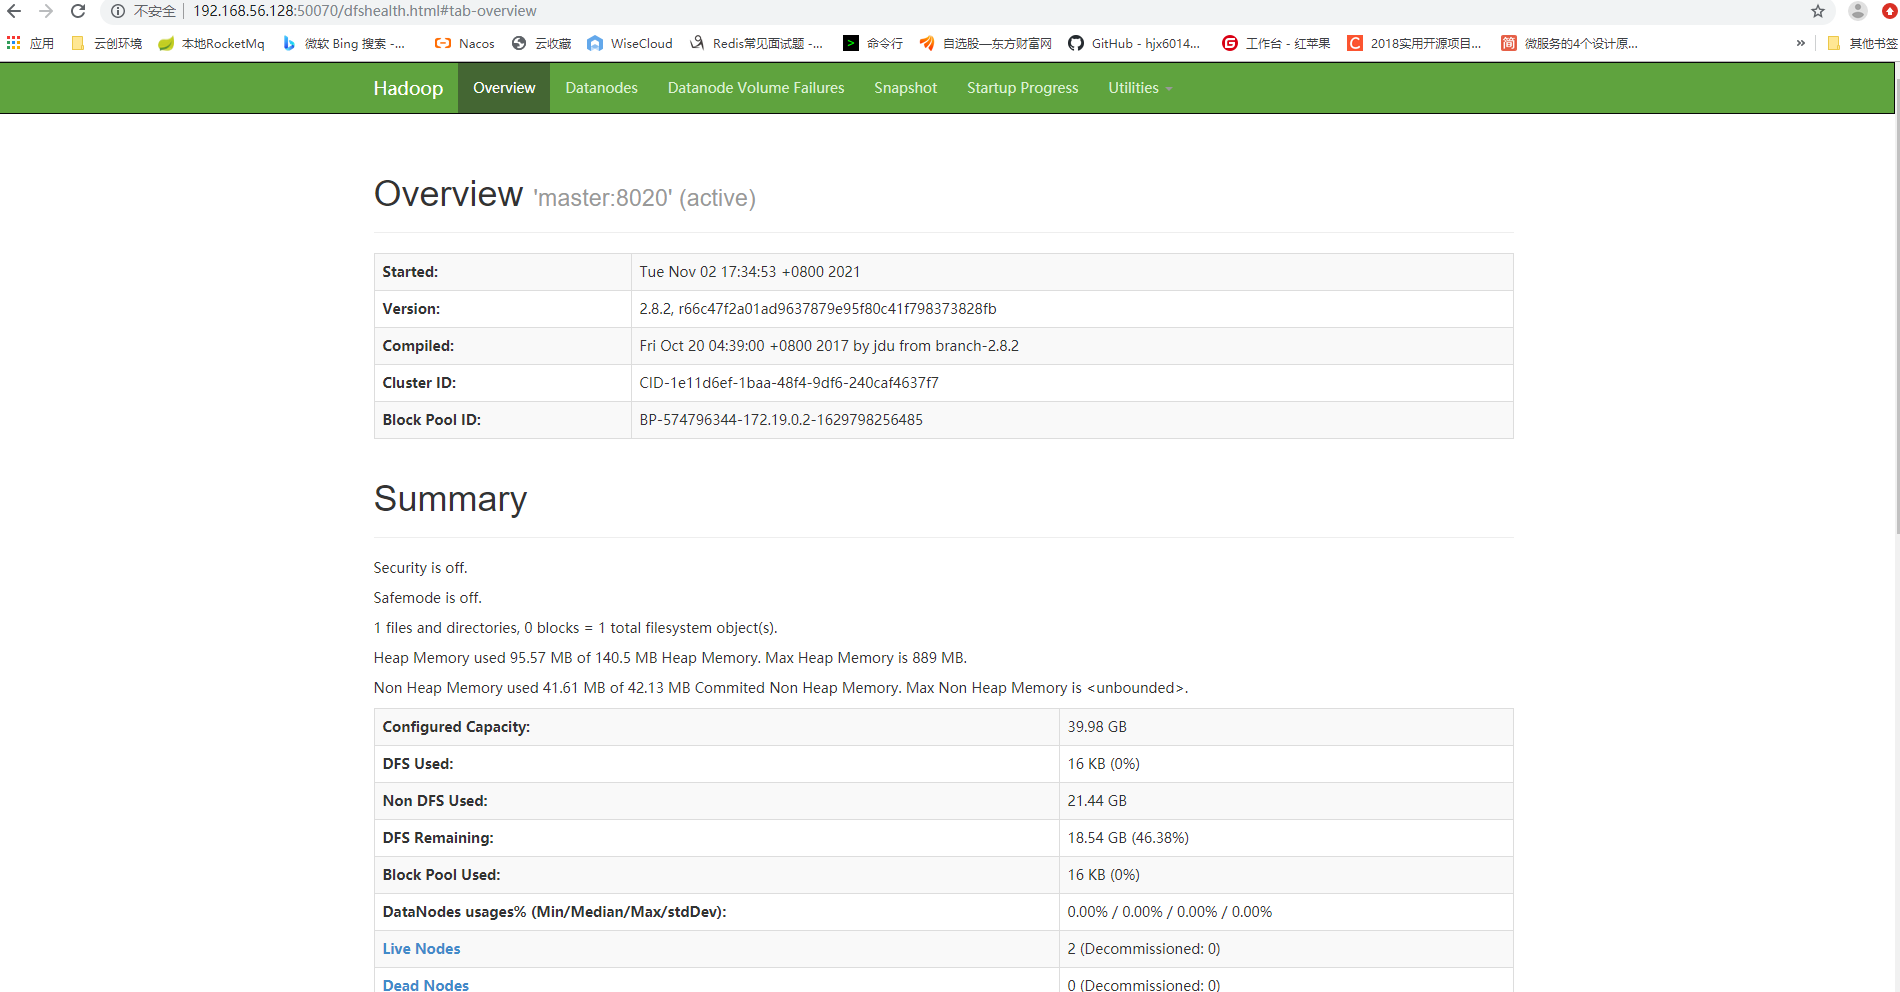 不安全 192.168.56.128:50070/dfshealth.html#tab-overview
应用 云创环境 本地RocketMq 微软 Bing 搜索 -... Nacos 云收藏 WiseCloud Redis常见面试题 -... 命令行 自选股—东方财富网 GitHub - hjx6014... 工作台 - 红苹果 2018实用开源项目... 微服务的4个设计原... » 其他书签
Hadoop Overview Datanodes Datanode Volume Failures Snapshot Startup Progress Utilities
Overview 'master:8020' (active)
Started: Tue Nov 02 17:34:53 +0800 2021
Version: 2.8.2, r66c47f2a01ad9637879e95f80c41f798373828fb
Compiled: Fri Oct 20 04:39:00 +0800 2017 by jdu from branch-2.8.2
Cluster ID: CID-1e11d6ef-1baa-48f4-9df6-240caf4637f7
Block Pool ID: BP-574796344-172.19.0.2-1629798256485
Summary
Security is off.
Safemode is off.
1 files and directories, 0 blocks = 1 total filesystem object(s).
Heap Memory used 95.57 MB of 140.5 MB Heap Memory. Max Heap Memory is 889 MB.
Non Heap Memory used 41.61 MB of 42.13 MB Commited Non Heap Memory. Max Non Heap Memory is <unbounded>.
Configured Capacity: 39.98 GB
DFS Used: 16 KB (0%)
Non DFS Used: 21.44 GB
DFS Remaining: 18.54 GB (46.38%)
Block Pool Used: 16 KB (0%)
DataNodes usages% (Min/Median/Max/stdDev): 0.00% / 0.00% / 0.00% / 0.00%
Live Nodes 2 (Decommissioned: 0)
Dead Nodes 0 (Decommissioned: 0)